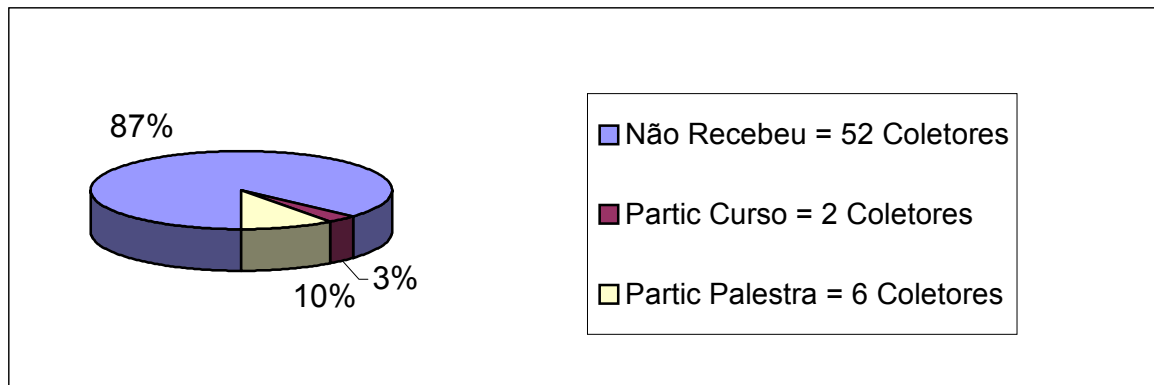 87%
10%
3%
Não Recebeu = 52 Coletores
Partic Curso = 2 Coletores
Partic Palestra = 6 Coletores